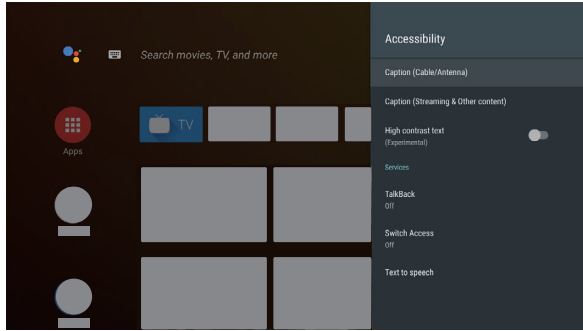 Search movies, TV, and more
TV
Apps
Accessibility
Caption (Cable/Antenna)
Caption (Streaming & Other content)
High contrast text
(Experimental)
Services
TalkBack
Off
Switch Access
Off
Text to speech